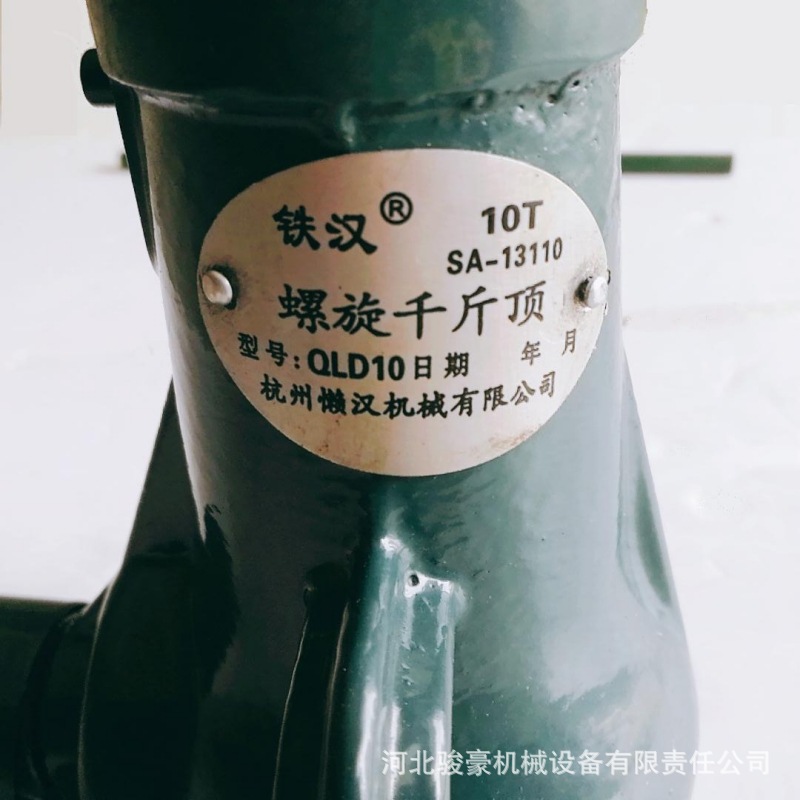 铁汉® 10T
SA-13110
螺旋千斤顶
型号:QLD10日期 年 月
杭州懒汉机械有限公司
河北骏豪机械设备有限责任公司